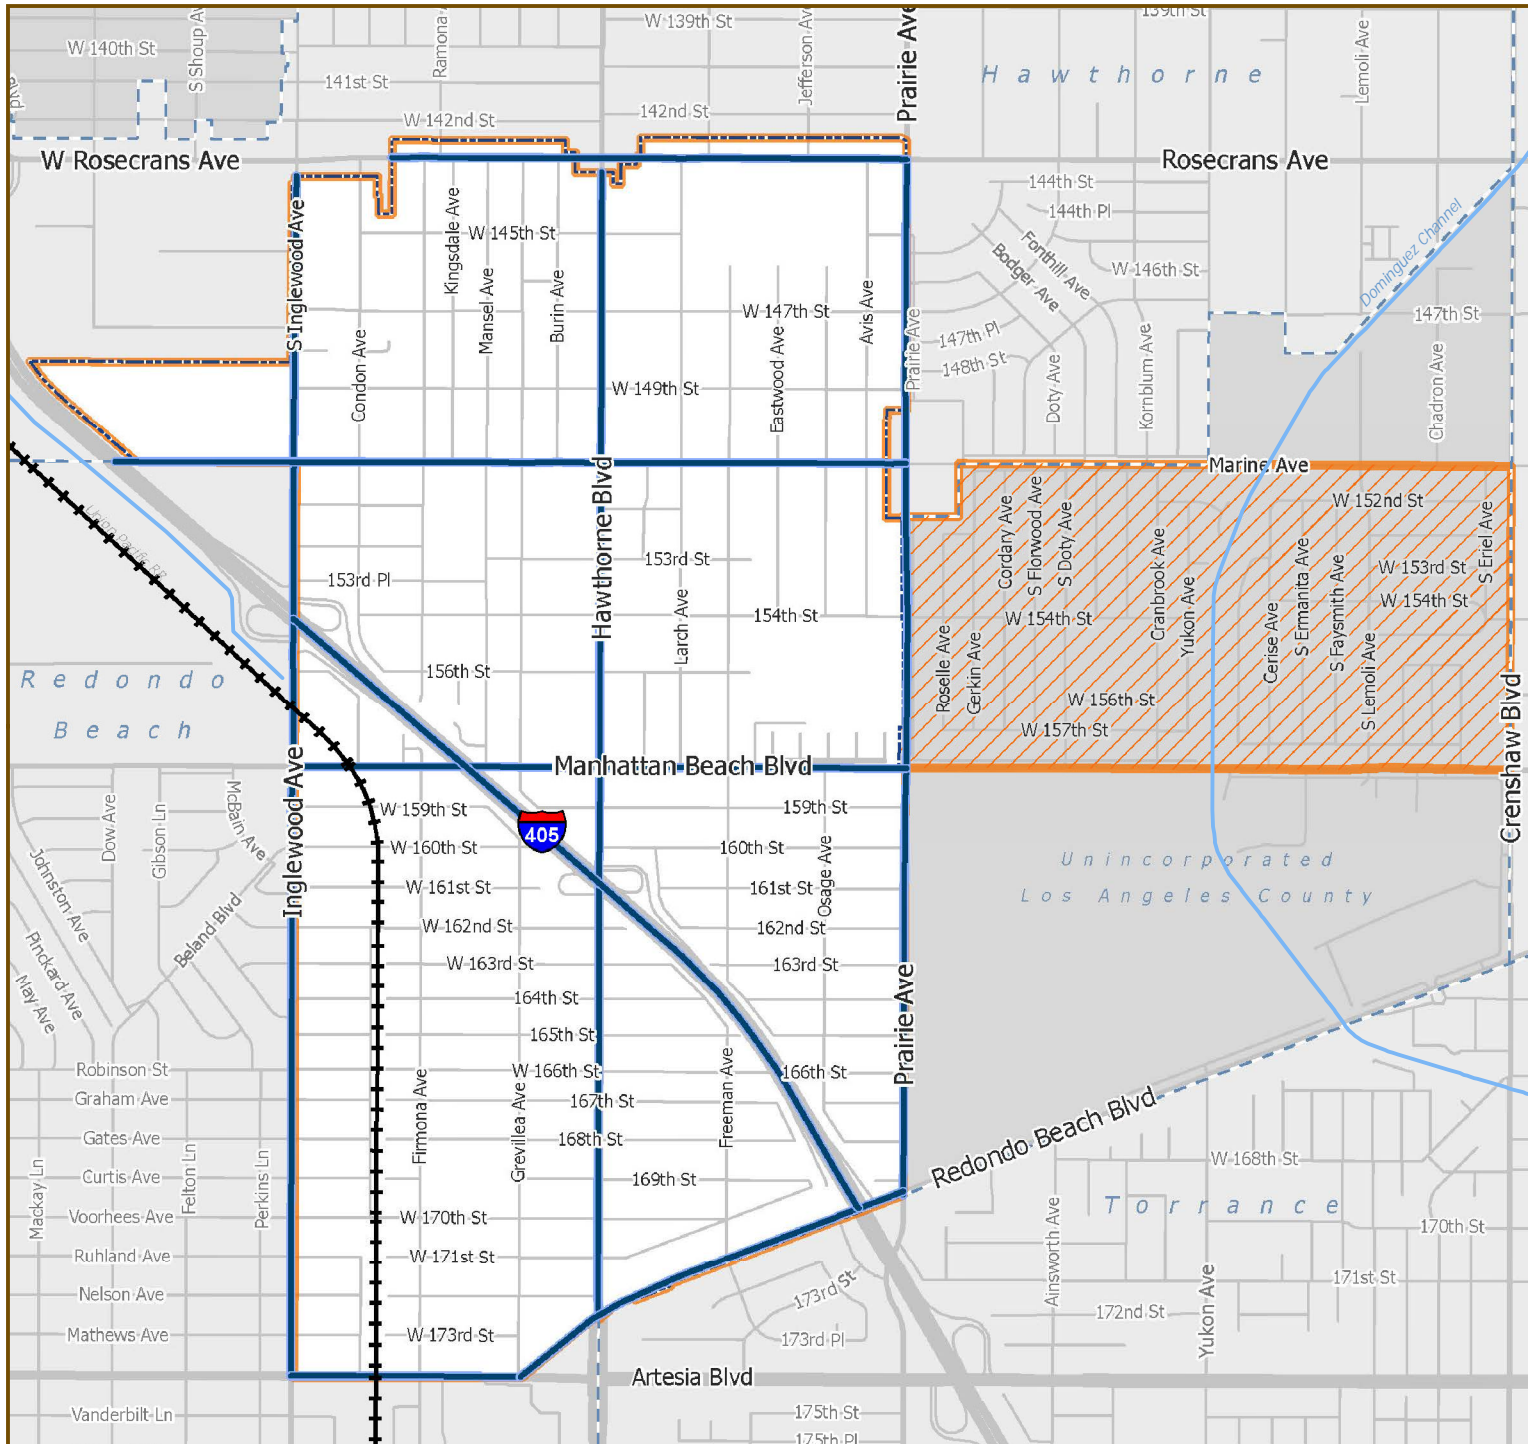 W 140th St
S Shoup Av
Ramona
W 139th St
Jefferson Av
Prairie Ave
139th St
Lemoli Ave
141st St
W 142nd St
142nd St
Hawthorne
W Rosecrans Ave
Rosecrans Ave
144th St
144th Pl
S Inglewood Ave
Kingsdale Ave
W 145th St
Mansel Ave
Burin Ave
Condon Ave
W 147th St
Eastwood Ave
Avis Ave
W 149th St
Prairie Ave
Badger Ave
Fonthill Ave
W 146th St
147th Pl
148th St
Doty Ave
Kornblum Ave
Dominguez Channel
147th St
Chadron Ave
Marine Ave
Hawthorne Blvd
Union Pacific RR
153rd Pl
153rd St
Larch Ave
154th St
156th St
Cordary Ave
S Florwood Ave
S Doty Ave
W 154th St
Cranbrook Ave
Yukon Ave
W 152nd St
S Eriel Ave
W 153rd St
W 154th St
Cerise Ave
S Ermanita Ave
S Faysmith Ave
S Lemoli Ave
Roselle Ave
Gerkin Ave
W 156th St
W 157th St
Redondo
Beach
Manhattan Beach Blvd
Crenshaw Blvd
Inglewood Ave
Dow Ave
Gibson Ln
McBain Ave
Johnston Ave
Pinckard Ave
May Ave
Beland Blvd
W 159th St
159th St
405
W 160th St
160th St
W 161st St
161st St
Osage Ave
W 162nd St
162nd St
W 163rd St
163rd St
164th St
165th St
W 166th St
166th St
167th St
168th St
169th St
Firmona Ave
Grevillea Ave
Freeman Ave
Prairie Ave
Unincorporated
Los Angeles County
Redondo Beach Blvd
Robinson St
Graham Ave
Gates Ave
Curtis Ave
Voorhees Ave
Ruhland Ave
Nelson Ave
Mathews Ave
Mackay Ln
Felton Ln
Perkins Ln
Vanderbilt Ln
W 170th St
W 171st St
W 173rd St
173rd St
173rd Pl
Artesia Blvd
175th St
175th Pl
W 168th St
Torrance
Ainsworth Ave
170th St
171st St
172nd St
Yukon Ave